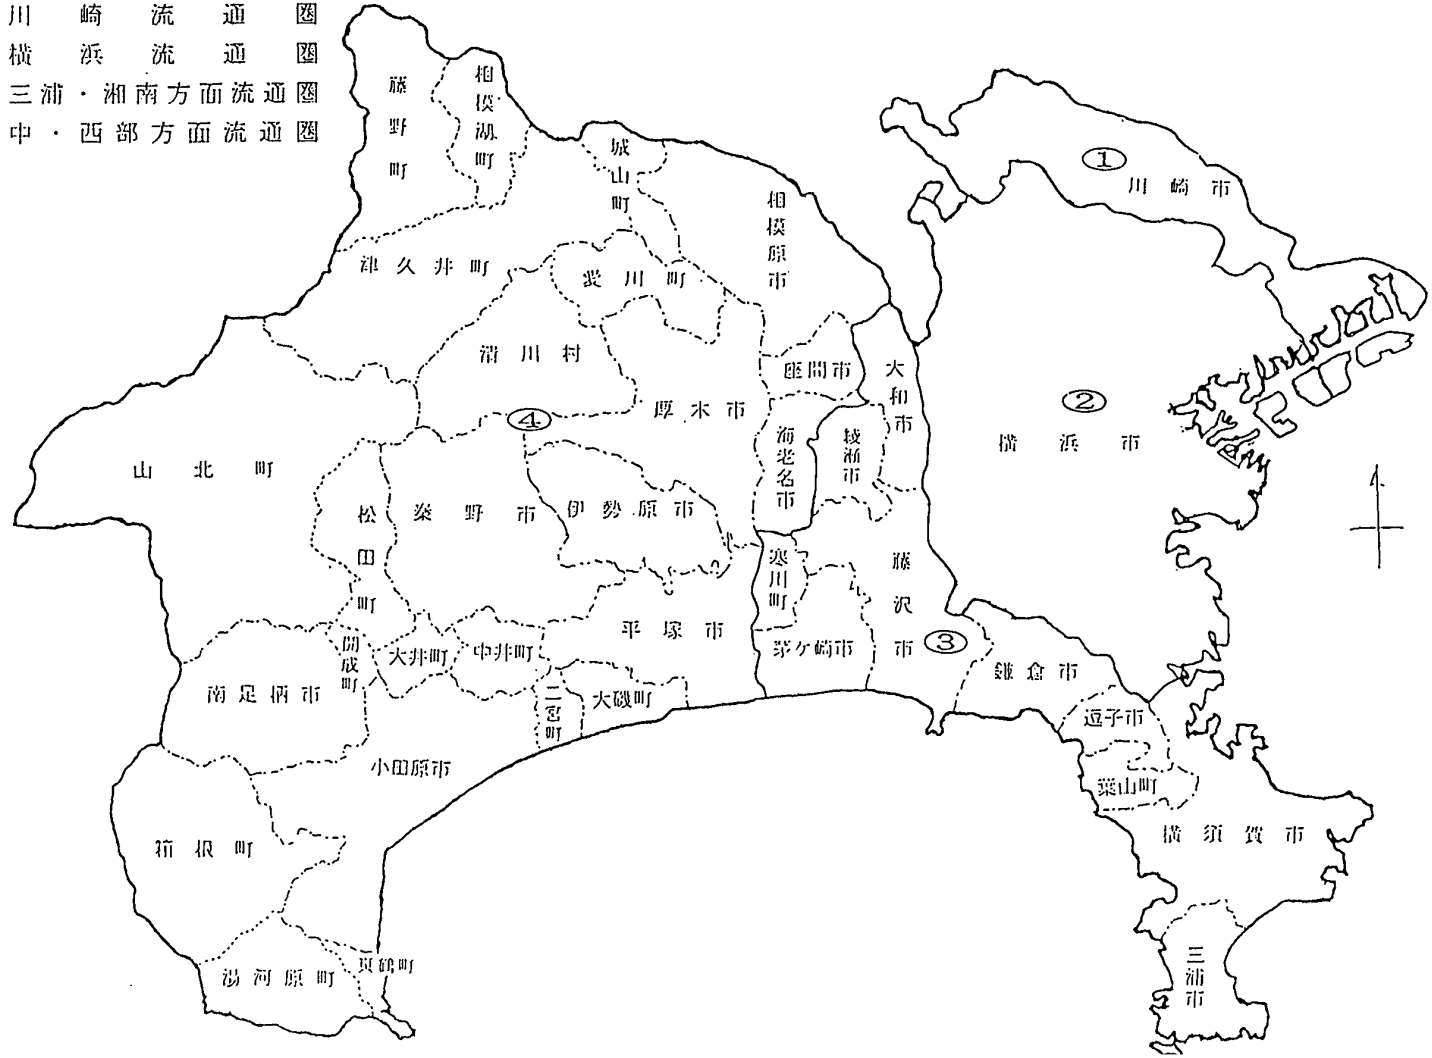 川崎流通圏
横浜流通圏
三浦・湘南方面流通圏
中・西部方面流通圏
藤野町
相模湖町
城山町
相模原市
①
川崎市
津久井町
愛川町
清川村
座間市
大和市
②
横浜市
厚木市
④
海老名市
綾瀬市
山北町
松田町
秦野市
伊勢原市
寒川町
藤沢市
平塚市
茅ケ崎市
③
鎌倉市
開成町
大井町
中井町
南足柄市
二宮町
大磯町
逗子市
小田原市
葉山町
横須賀市
箱根町
湯河原町
真鶴町
三浦市